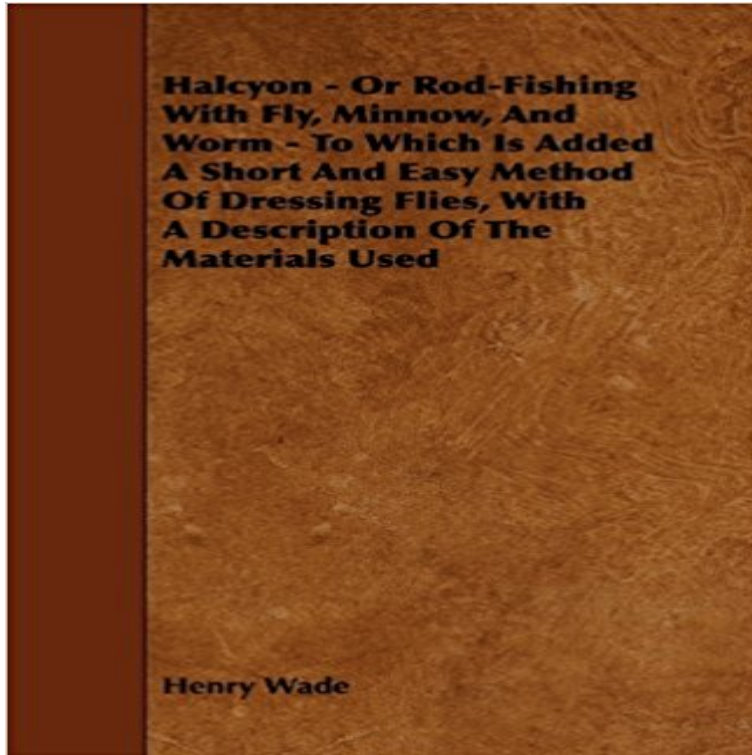 Halcyon - Or Rod-Fishing
With Fly, Minnow, And
Worm - To Which Is Added
A Short And Easy Method
Of Dressing Flies, With
A Description Of The
Materials Used
Henry Wade